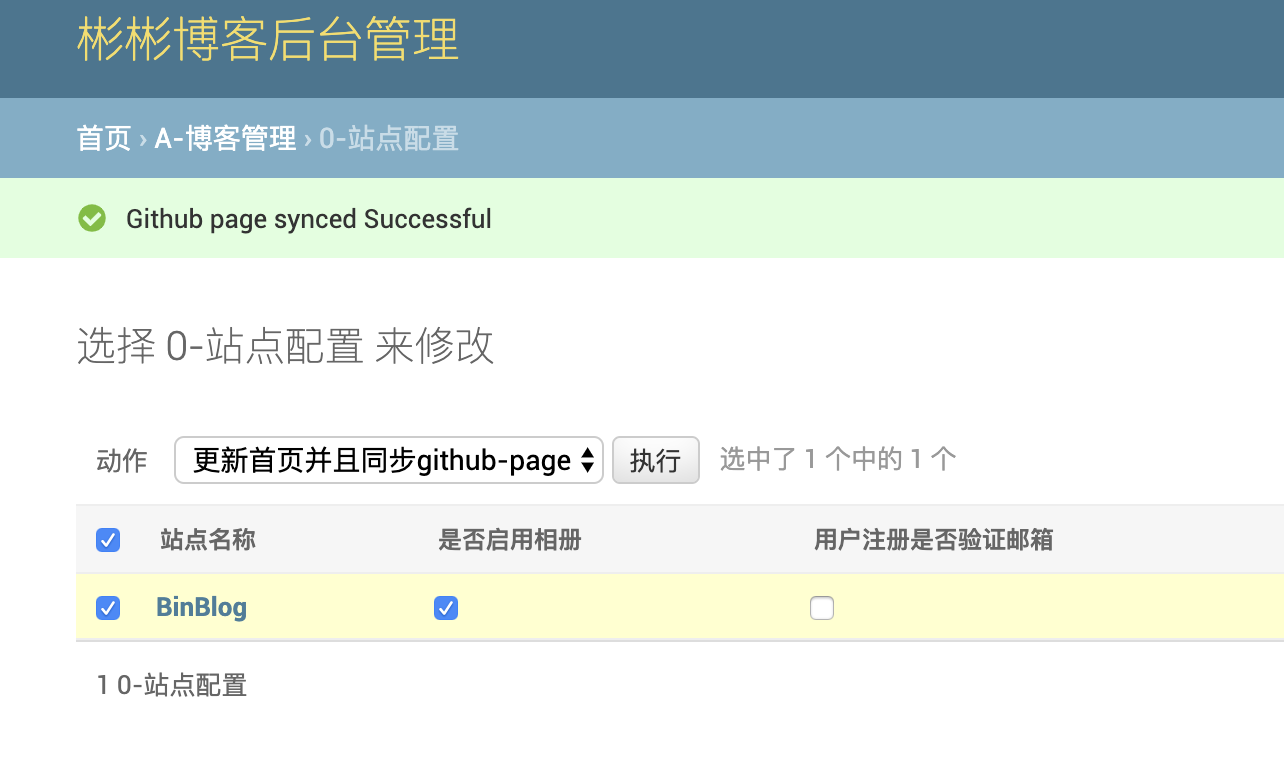 彬彬博客后台管理
首页 › A-博客管理 › 0-站点配置
Github page synced Successful
选择 0-站点配置 来修改
动作 更新首页并且同步github-page 执行 选中了 1 个中的 1 个
站点名称 是否启用相册 用户注册是否验证邮箱
BinBlog
1 0-站点配置